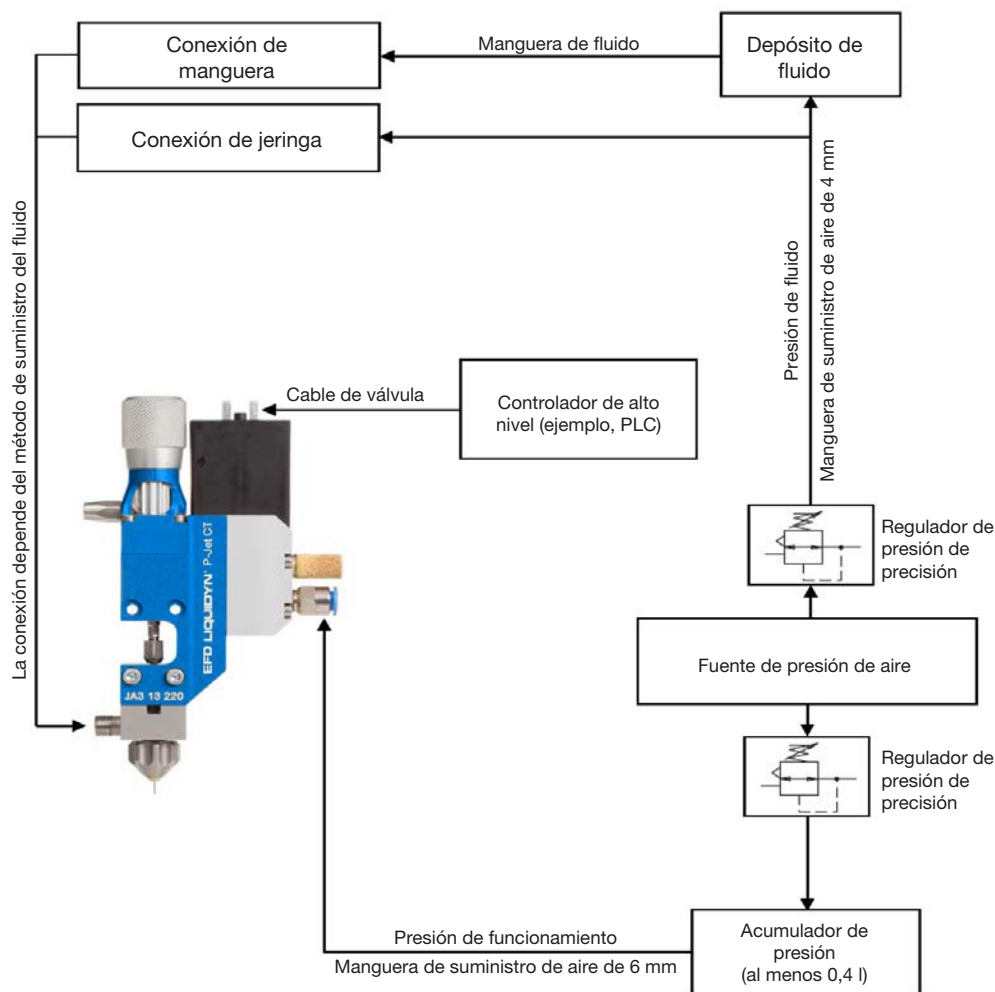 Conexión de
manguera
Manguera de fluido
Depósito de
fluido
Conexión de jeringa
La conexión depende del método de suministro del fluido
Presión de fluido
Manguera de suministro de aire de 4 mm
Cable de válvula
Controlador de alto
nivel (ejemplo, PLC)
EFD LIQUIDYN® P-Jet CT
JA3 13 220
Regulador de
presión de
precisión
Fuente de presión de aire
Regulador de
presión de
precisión
Presión de funcionamiento
Manguera de suministro de aire de 6 mm
Acumulador de
presión
(al menos 0,4 l)